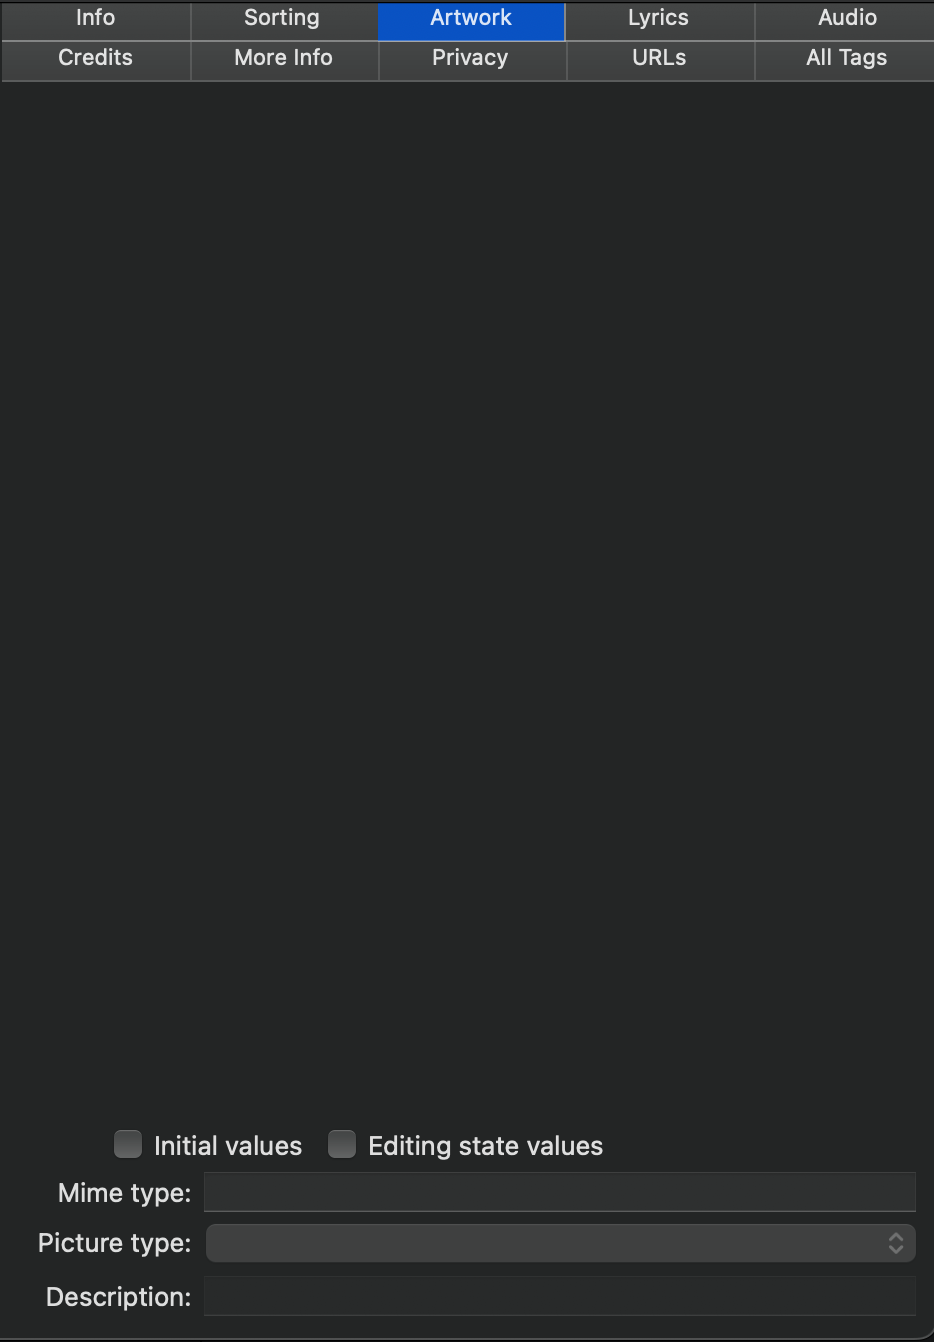 Info Sorting Artwork Lyrics Audio
Credits More Info Privacy URLs All Tags
Initial values Editing state values
Mime type:
Picture type:
Description: